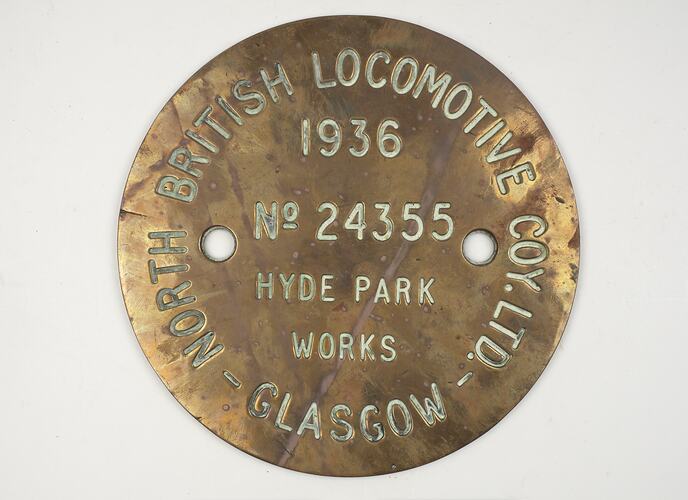 NORTH BRITISH LOCOMOTIVE COY. LTD.
1936
Nº 24355
HYDE PARK
WORKS
- GLASGOW -